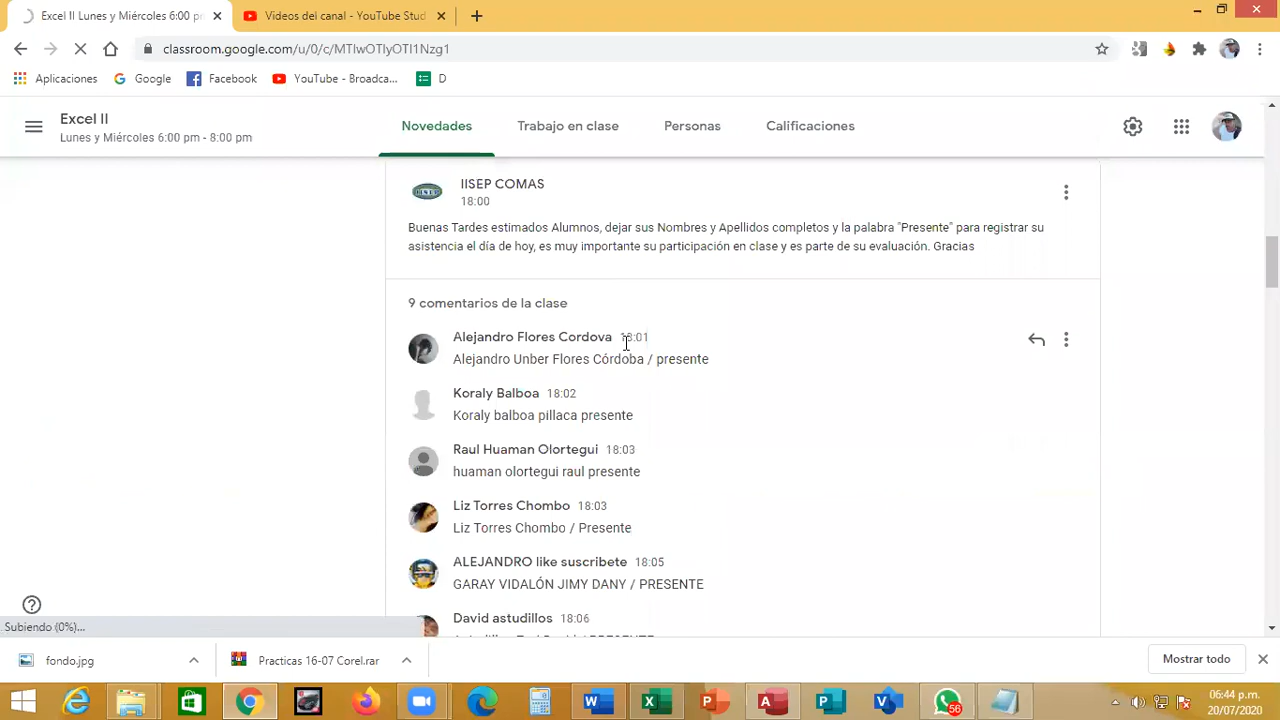 Excel II Lunes y Miércoles 6:00 pm
Videos del canal - YouTube Stud
classroom.google.com/u/0/c/MTIwOTIyOTI1Nzg1
Aplicaciones
Google
Facebook
YouTube - Broadca...
D
Excel II
Lunes y Miércoles 6:00 pm - 8:00 pm
Novedades
Trabajo en clase
Personas
Calificaciones
IISEP COMAS
18:00
Buenas Tardes estimados Alumnos, dejar sus Nombres y Apellidos completos y la palabra "Presente" para registrar su
asistencia el día de hoy, es muy importante su participación en clase y es parte de su evaluación. Gracias
9 comentarios de la clase
Alejandro Flores Cordova 18:01
Alejandro Unber Flores Córdoba / presente
Koraly Balboa 18:02
Koraly balboa pillaca presente
Raul Huaman Olortegui 18:03
huaman olortegui raul presente
Liz Torres Chombo 18:03
Liz Torres Chombo / Presente
ALEJANDRO like suscribete 18:05
GARAY VIDALÓN JIMY DANY / PRESENTE
David astudillos 18:06
Subiendo (0%)...
fondo.jpg
Practicas 16-07 Corel.rar
Mostrar todo
56
06:44 p.m.
20/07/2020